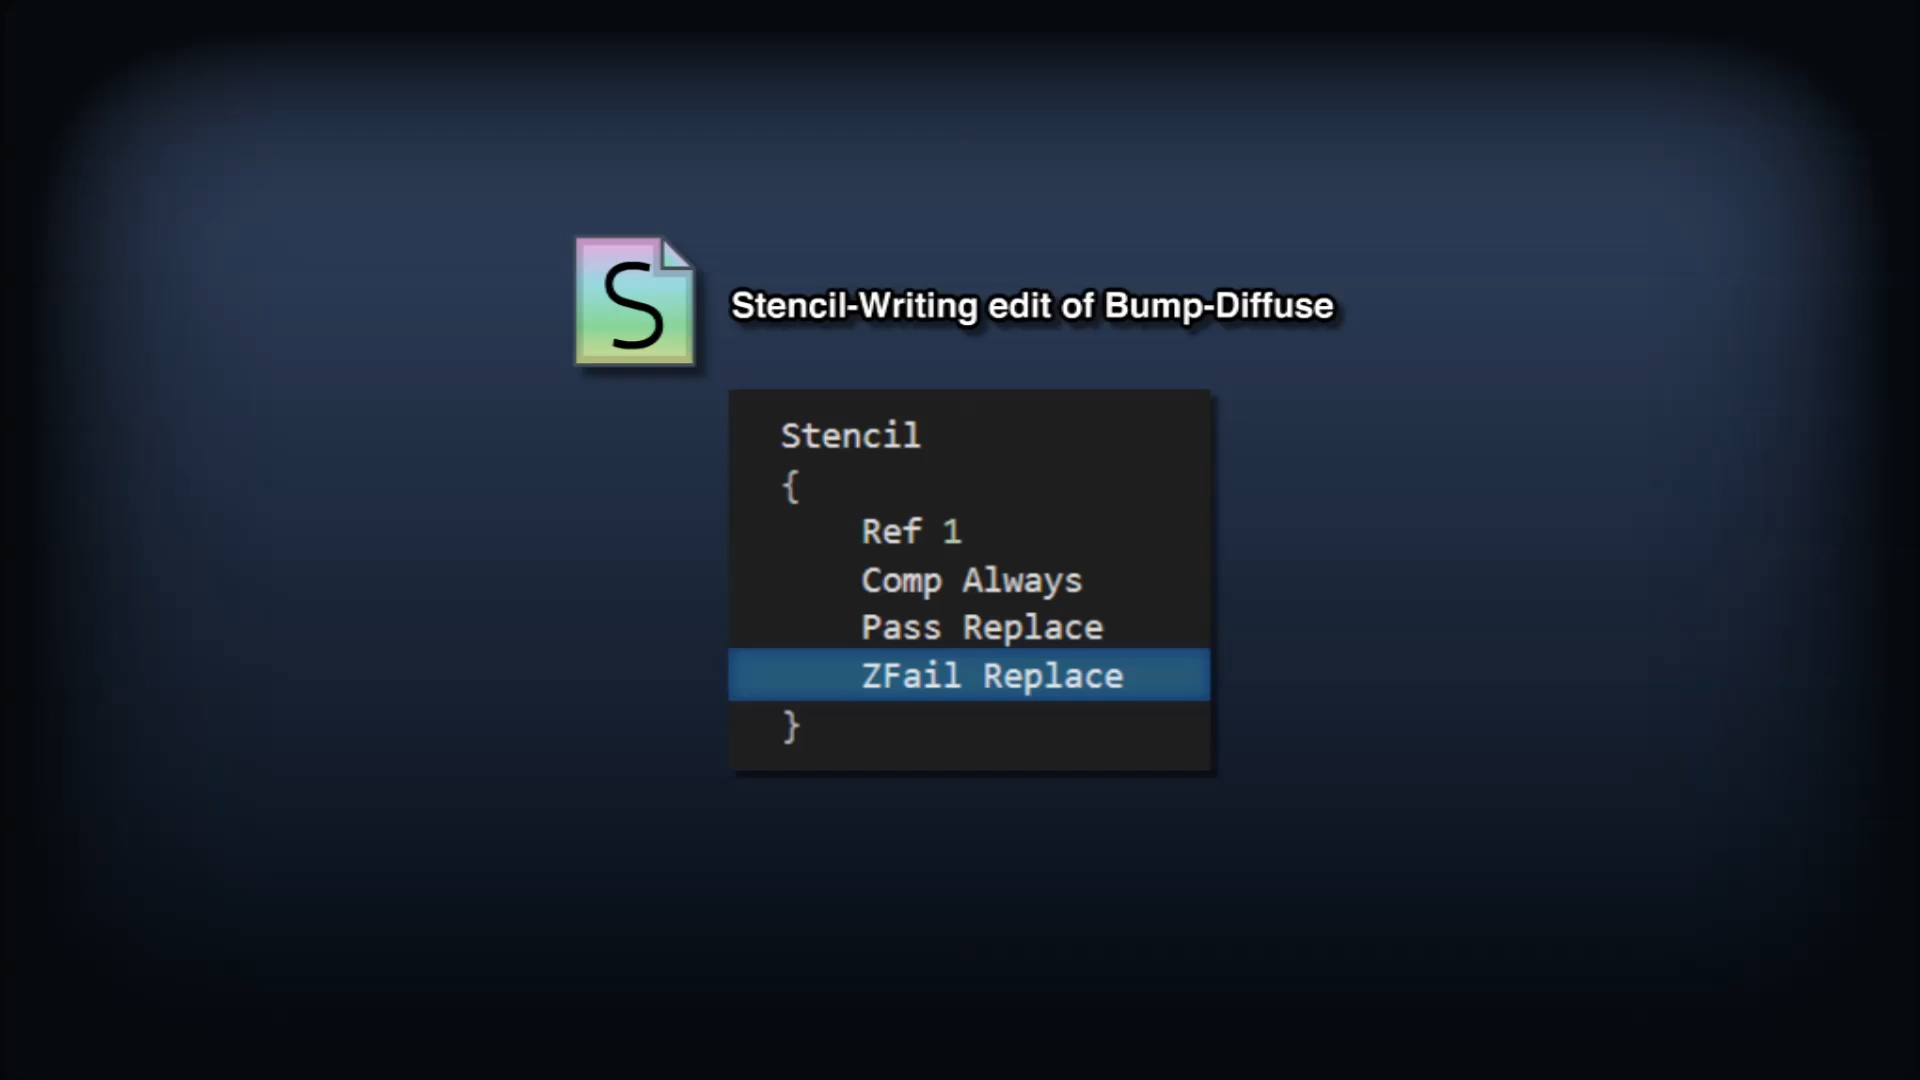 S
Stencil-Writing edit of Bump-Diffuse
Stencil
{
Ref 1
Comp Always
Pass Replace
ZFail Replace
}